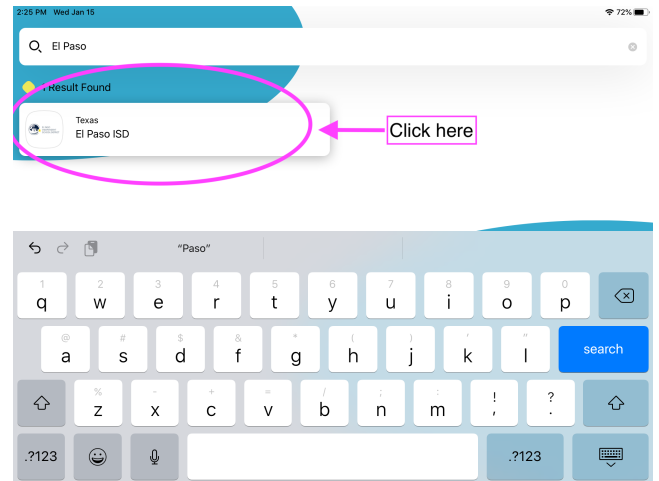 2:25 PM Wed Jan 15
72%
El Paso
1 Result Found
Texas
El Paso ISD
Click here
“Paso”
1 2 3 4 5 6 7 8 9 0
q w e r t y u i o p
@ # $ & * ( ) ' "
a s d f g h j k l search
% - + = / ; : ! ?
z x c v b n m , .
.?123 .?123